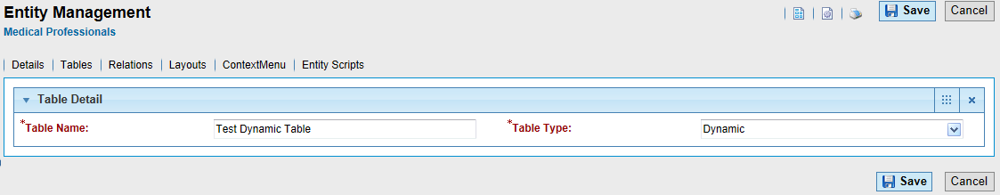 Entity Management
Save Cancel
Medical Professionals
Details Tables Relations Layouts ContextMenu Entity Scripts
Table Detail
*Table Name: Test Dynamic Table *Table Type: Dynamic
Save Cancel